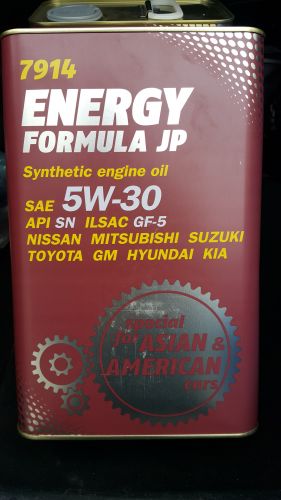 7914
ENERGY
FORMULA JP
Synthetic engine oil
SAE 5W-30
API SN ILSAC GF-5
NISSAN MITSUBISHI SUZUKI
TOYOTA GM HYUNDAI KIA
special
for ASIAN &
AMERICAN
cars